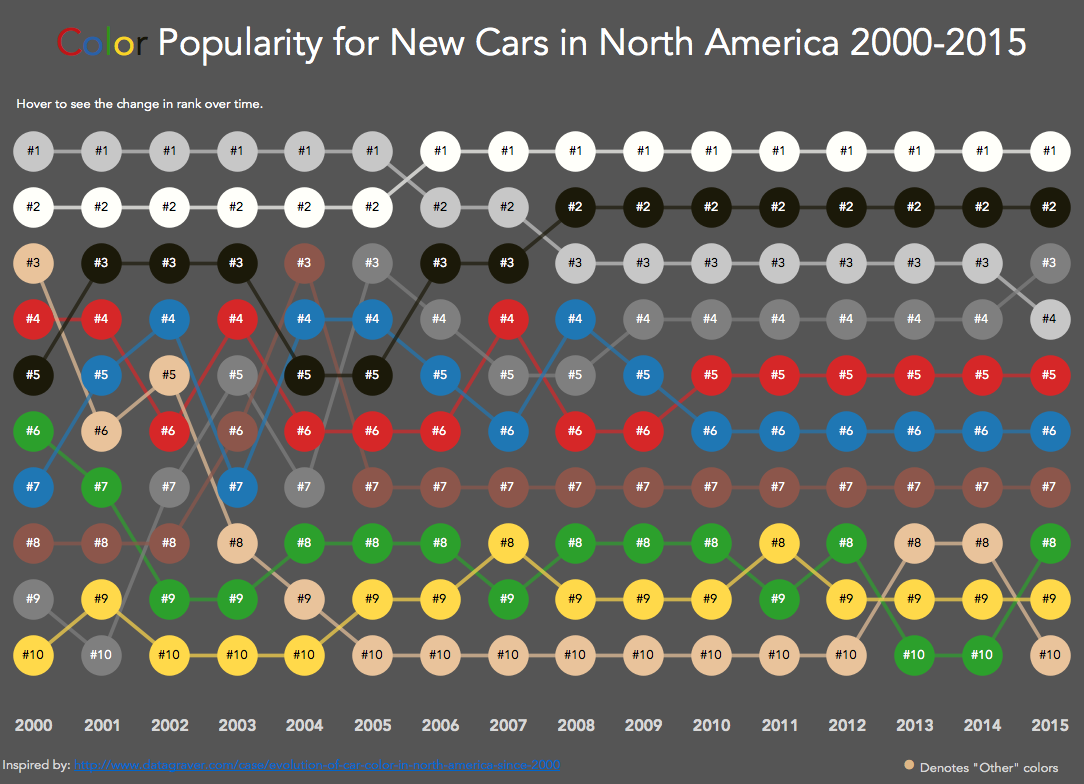 Color Popularity for New Cars in North America 2000-2015
Hover to see the change in rank over time.
#1 #1 #1 #1 #1 #1 #1 #1 #1 #1 #1 #1 #1 #1 #1 #1
#2 #2 #2 #2 #2 #2 #2 #2 #2 #2 #2 #2 #2 #2 #2 #2
#3 #3 #3 #3 #3 #3 #3 #3 #3 #3 #3 #3 #3 #3 #3 #3
#4 #4 #4 #4 #4 #4 #4 #4 #4 #4 #4 #4 #4 #4 #4 #4
#5 #5 #5 #5 #5 #5 #5 #5 #5 #5 #5 #5 #5 #5 #5 #5
#6 #6 #6 #6 #6 #6 #6 #6 #6 #6 #6 #6 #6 #6 #6 #6
#7 #7 #7 #7 #7 #7 #7 #7 #7 #7 #7 #7 #7 #7 #7 #7
#8 #8 #8 #8 #8 #8 #8 #8 #8 #8 #8 #8 #8 #8 #8 #8
#9 #9 #9 #9 #9 #9 #9 #9 #9 #9 #9 #9 #9 #9 #9 #9
#10 #10 #10 #10 #10 #10 #10 #10 #10 #10 #10 #10 #10 #10 #10 #10
2000 2001 2002 2003 2004 2005 2006 2007 2008 2009 2010 2011 2012 2013 2014 2015
Inspired by:
Denotes "Other" colors